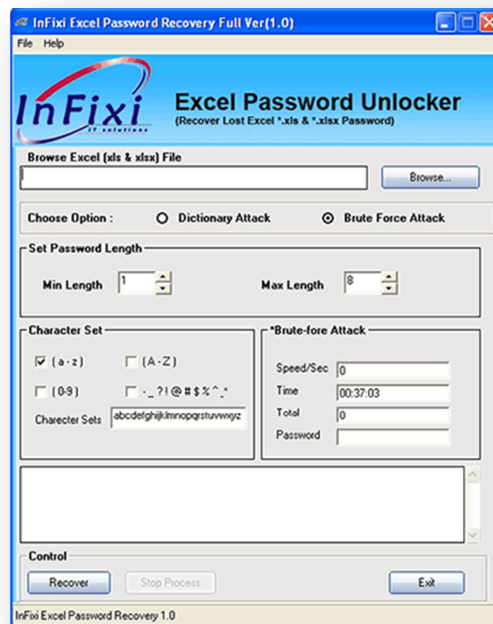 InFixi Excel Password Recovery Full Ver(1.0)
File Help
InFixi
IT solutions
Excel Password Unlocker
(Recover Lost Excel *.xls & *.xlsx Password)
Browse Excel (xls & xlsx) File
Browse...
Choose Option : Dictionary Attack Brute Force Attack
Set Password Length
Min Length 1 Max Length 8
Character Set
(a - z) (A - Z)
(0-9) - _ ?! @ # $ % ^ . *
Charecter Sets abcdefghijklmnopqrstuvwxyz
*Brute-fore Attack
Speed/Sec 0
Time 00:37:03
Total 0
Password
Control
Recover Stop Process Exit
InFixi Excel Password Recovery 1.0